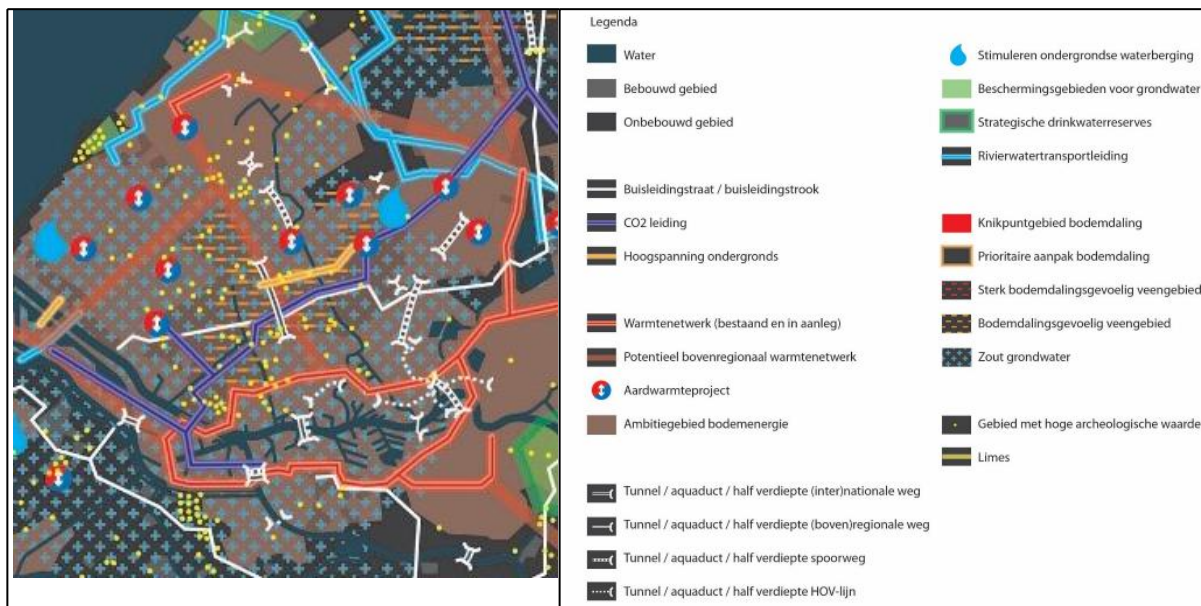 Legenda
Water
Bebouwd gebied
Onbebouwd gebied
Buisleidingstraat / buisleidingstrook
CO2 leiding
Hoogspanning ondergronds
Warmtenetwerk (bestaand en in aanleg)
Potentieel bovenregionaal warmtenetwerk
Aardwarmteproject
Ambitiegebied bodemenergie
Tunnel / aquaduct / half verdiepte (inter)nationale weg
Tunnel / aquaduct / half verdiepte (boven)regionale weg
Tunnel / aquaduct / half verdiepte spoorweg
Tunnel / aquaduct / half verdiepte HOV-lijn
Stimuleren ondergrondse waterberging
Beschermingsgebieden voor grondwater
Strategische drinkwaterreserves
Rivierwatertransportleiding
Knikpuntgebied bodemdaling
Prioritaire aanpak bodemdaling
Sterk bodemdalingsgevoelig veengebied
Bodemdalingsgevoelig veengebied
Zout grondwater
Gebied met hoge archeologische waarde
Limes